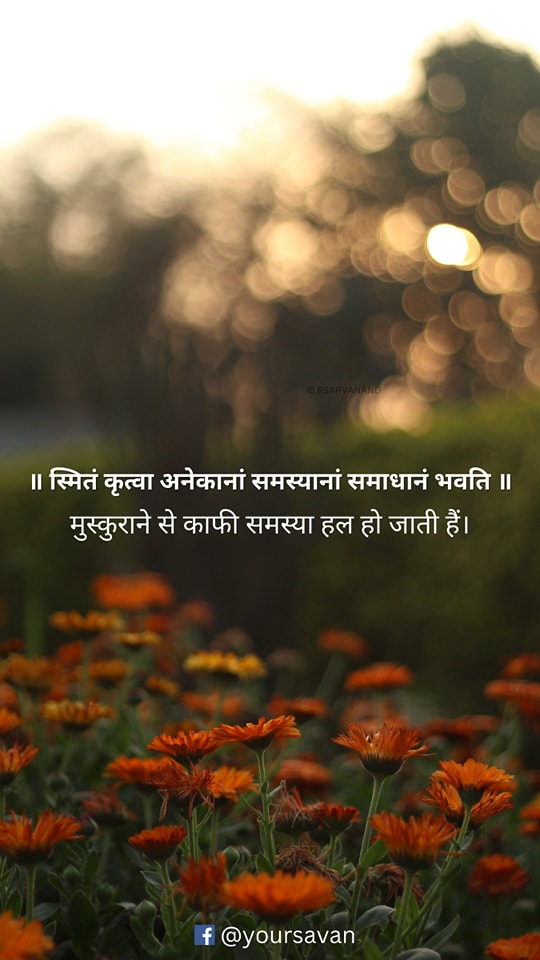 © RSARVANAND
॥ स्मितं कृत्वा अनेकानां समस्यानां समाधानं भवति ॥
मुस्कुराने से काफी समस्या हल हो जाती हैं।
@yoursavan